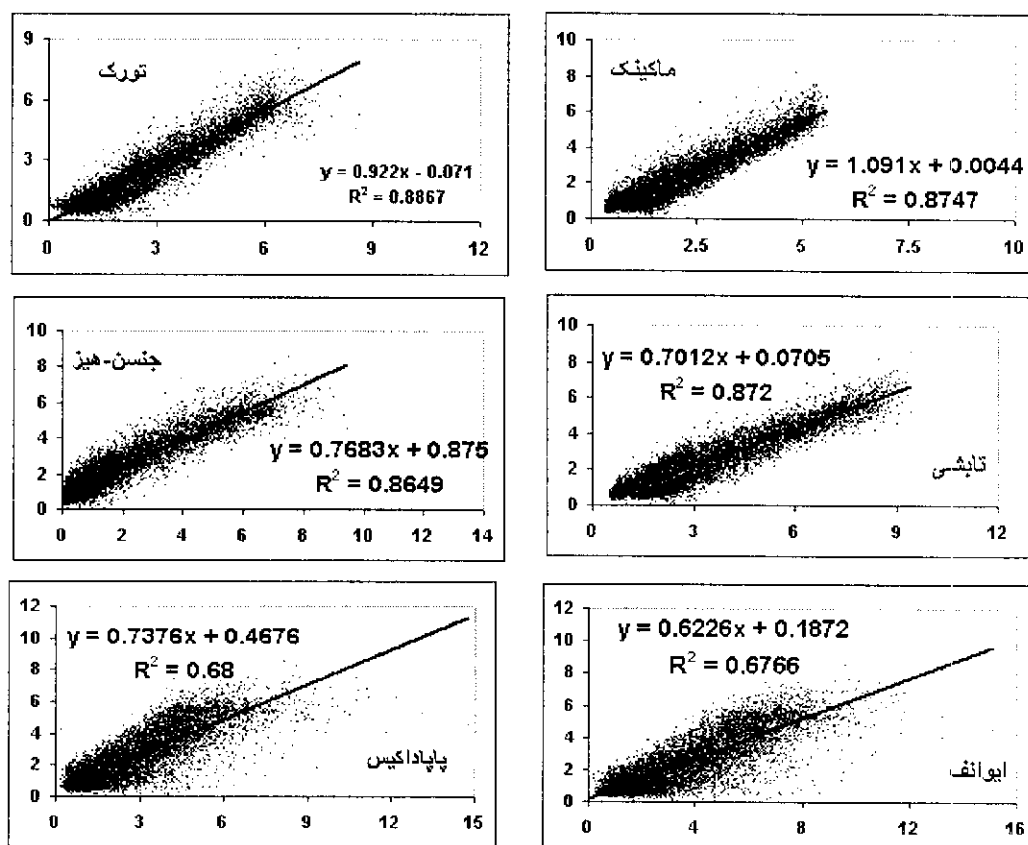 9
6
3
0
0 3 6 9 12
تورک
y = 0.922x - 0.071
R² = 0.8867
10
8
6
4
2
0
0 2.5 5 7.5 10
ماکینک
y = 1.091x + 0.0044
R² = 0.8747
10
8
6
4
2
0
0 2 4 6 8 10 12 14
جنسن-هیز
y = 0.7683x + 0.875
R² = 0.8649
10
8
6
4
2
0
0 3 6 9 12
y = 0.7012x + 0.0705
R² = 0.872
تابشی
12
10
8
6
4
2
0
0 3 6 9 12 15
y = 0.7376x + 0.4676
R² = 0.68
پاپاداکیس
12
10
8
6
4
2
0
0 4 8 12 16
y = 0.6226x + 0.1872
R² = 0.6766
ایوانف